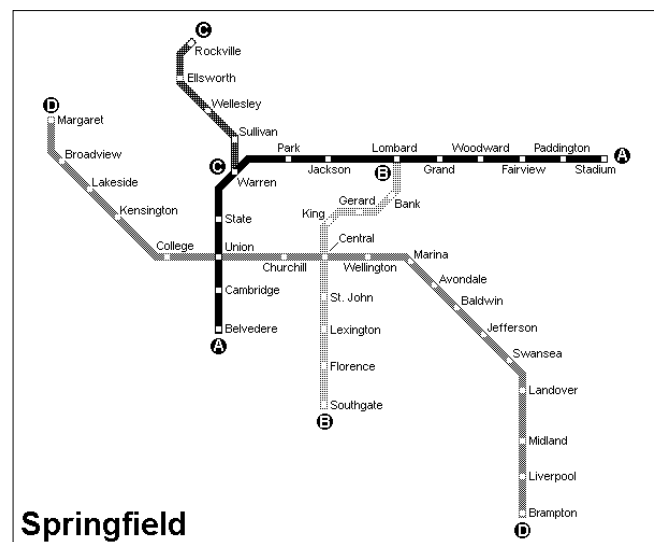 C
Rockville
Ellsworth
D
Margaret
Wellesley
Sullivan
Broadview
C
Warren
Park
Jackson
Lombard
B
Grand
Woodward
Fairview
Paddington
Stadium
A
Lakeside
Kensington
King
Gerard
Bank
State
College
Union
Churchill
Central
Wellington
Marina
Cambridge
St. John
Avondale
Baldwin
Belvedere
A
Lexington
Jefferson
Florence
Swansea
Southgate
B
Landover
Midland
Liverpool
Brampton
D
Springfield